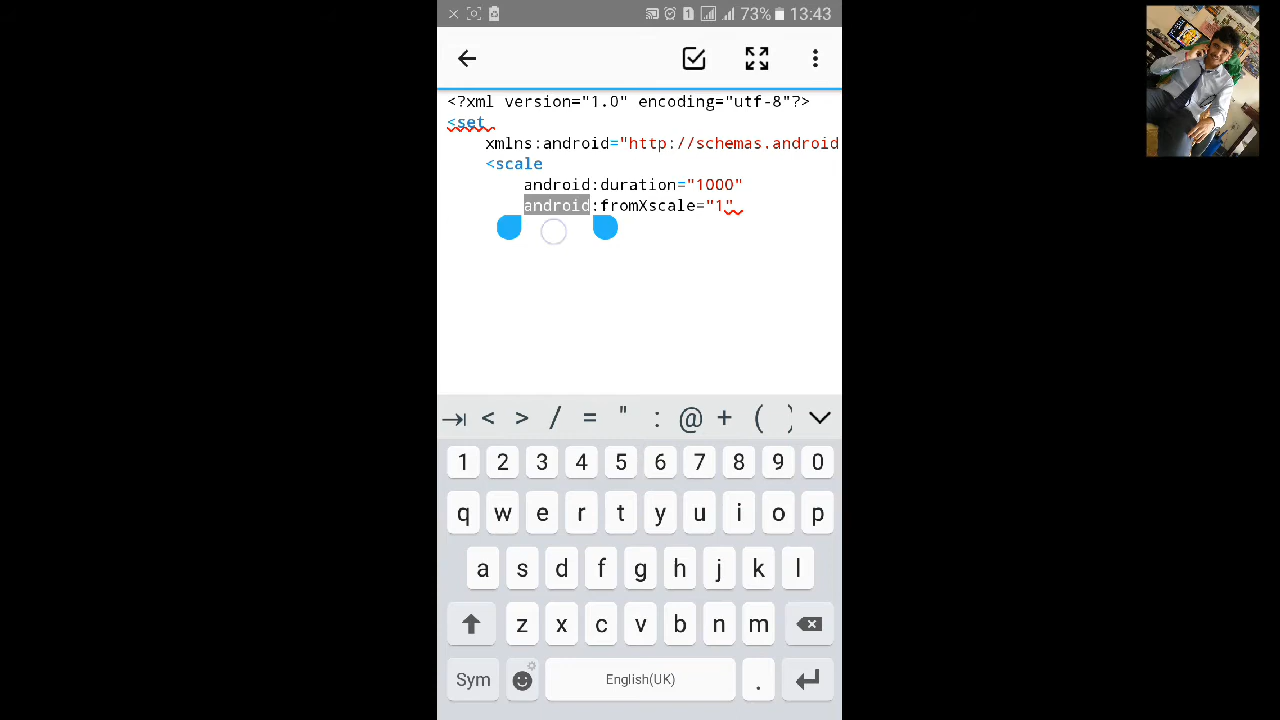 73% 13:43
<?xml version="1.0" encoding="utf-8"?>
<set
xmlns:android="http://schemas.android
<scale
android:duration="1000"
android:fromXscale="1"
< > / = " : @ + ( )
1 2 3 4 5 6 7 8 9 0
q w e r t y u i o p
a s d f g h j k l
z x c v b n m
Sym English(UK) .